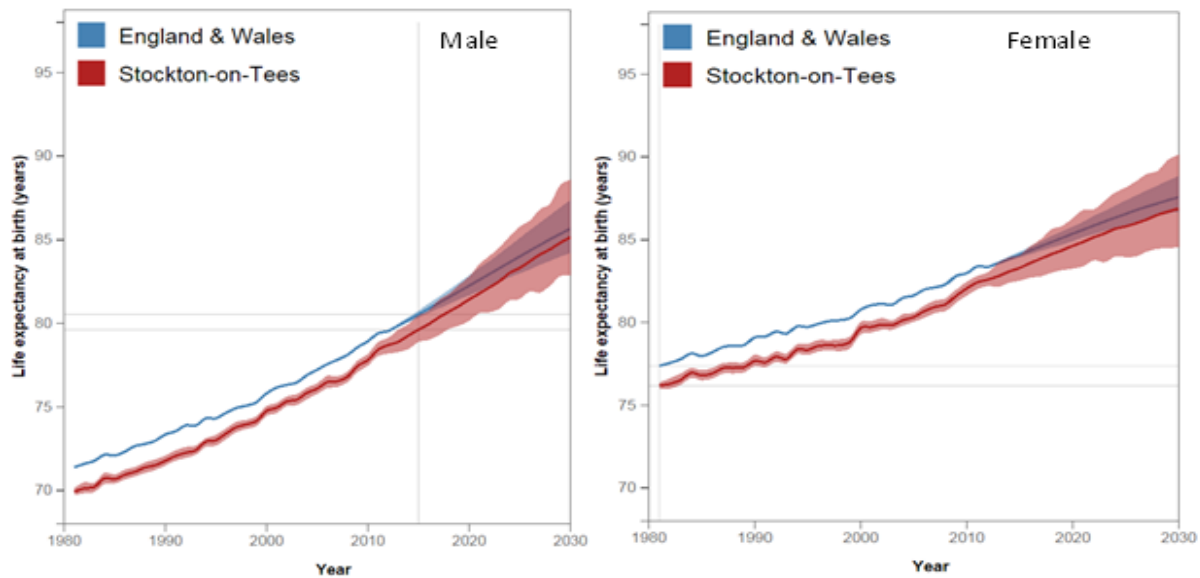 England & Wales
Male
Stockton-on-Tees
Life expectancy at birth (years)
95
90
85
80
75
70
1980
1990
2000
2010
2020
2030
Year
England & Wales
Female
Stockton-on-Tees
Life expectancy at birth (years)
95
90
85
80
75
70
1980
1990
2000
2010
2020
2030
Year